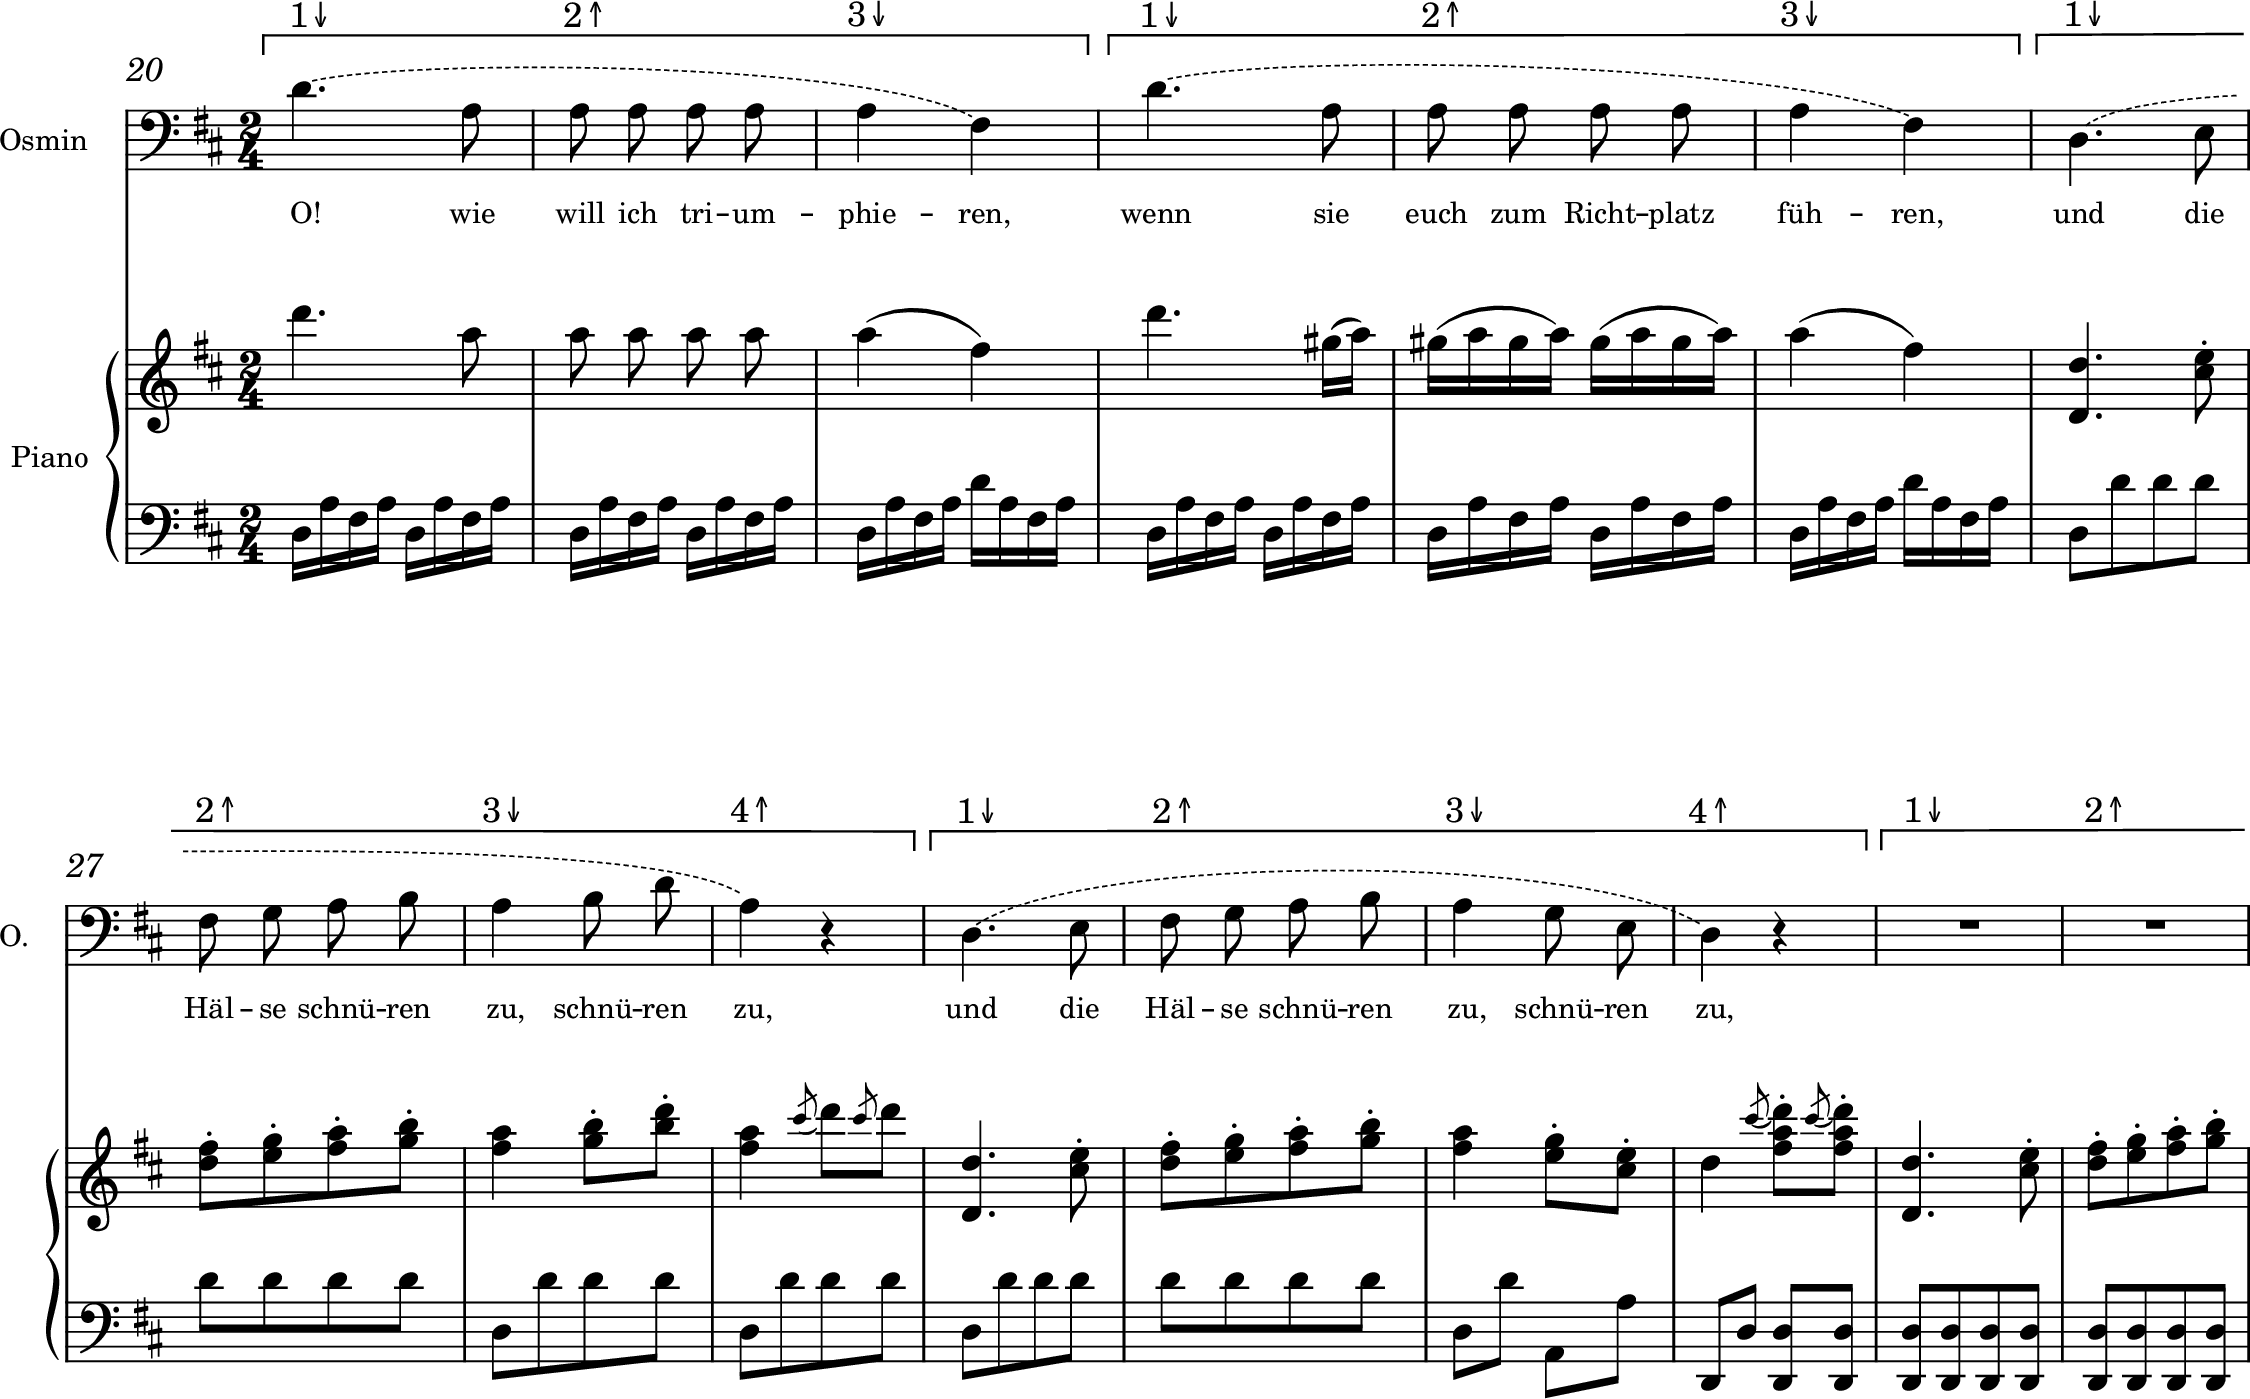 1↓ 2↑ 3↓ 1↓ 2↑ 3↓ 1↓
20
Osmin
O! wie will ich tri – um – phie – ren, wenn sie euch zum Richt – platz füh – ren, und die
Piano
2↑ 3↓ 4↑ 1↓ 2↑ 3↓ 4↑ 1↓ 2↑
27
O.
Häl – se schnü – ren zu, schnü – ren zu, und die Häl – se schnü – ren zu, schnü – ren zu,